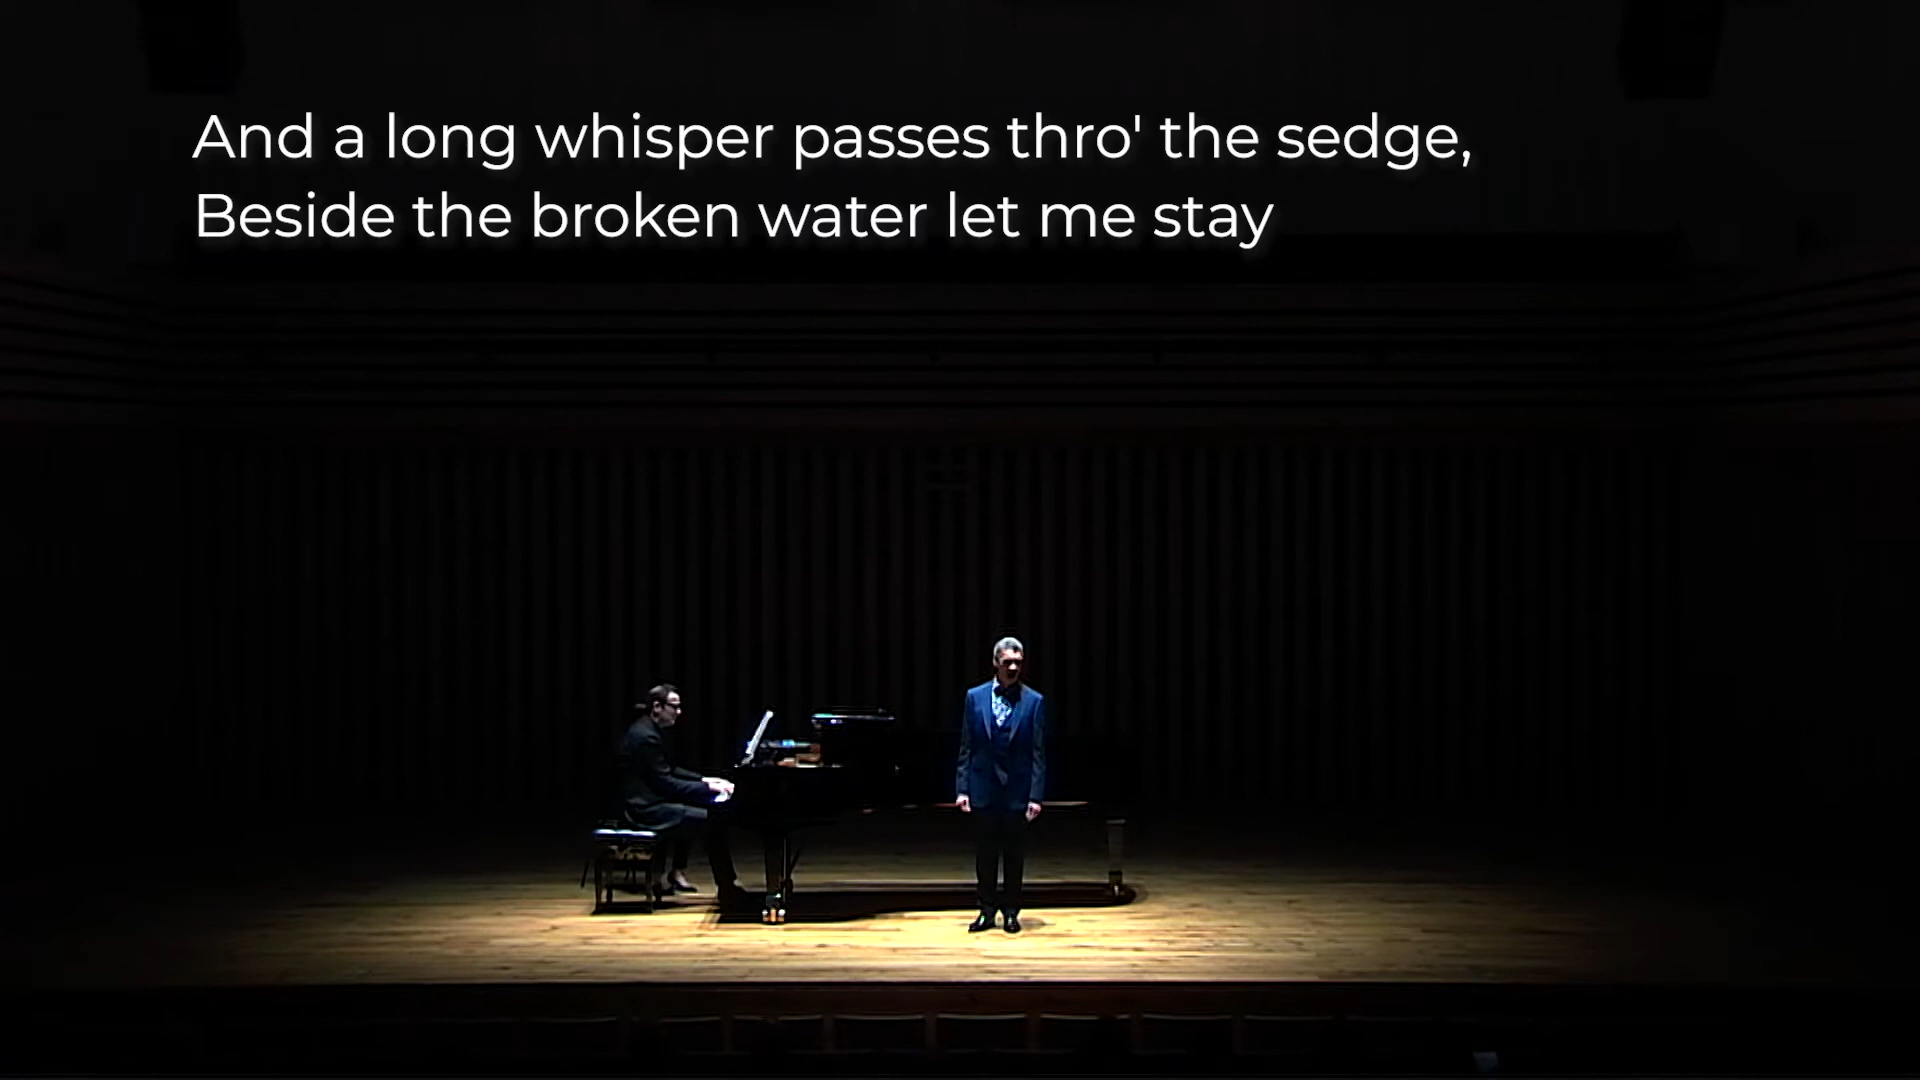 And a long whisper passes thro' the sedge,
Beside the broken water let me stay